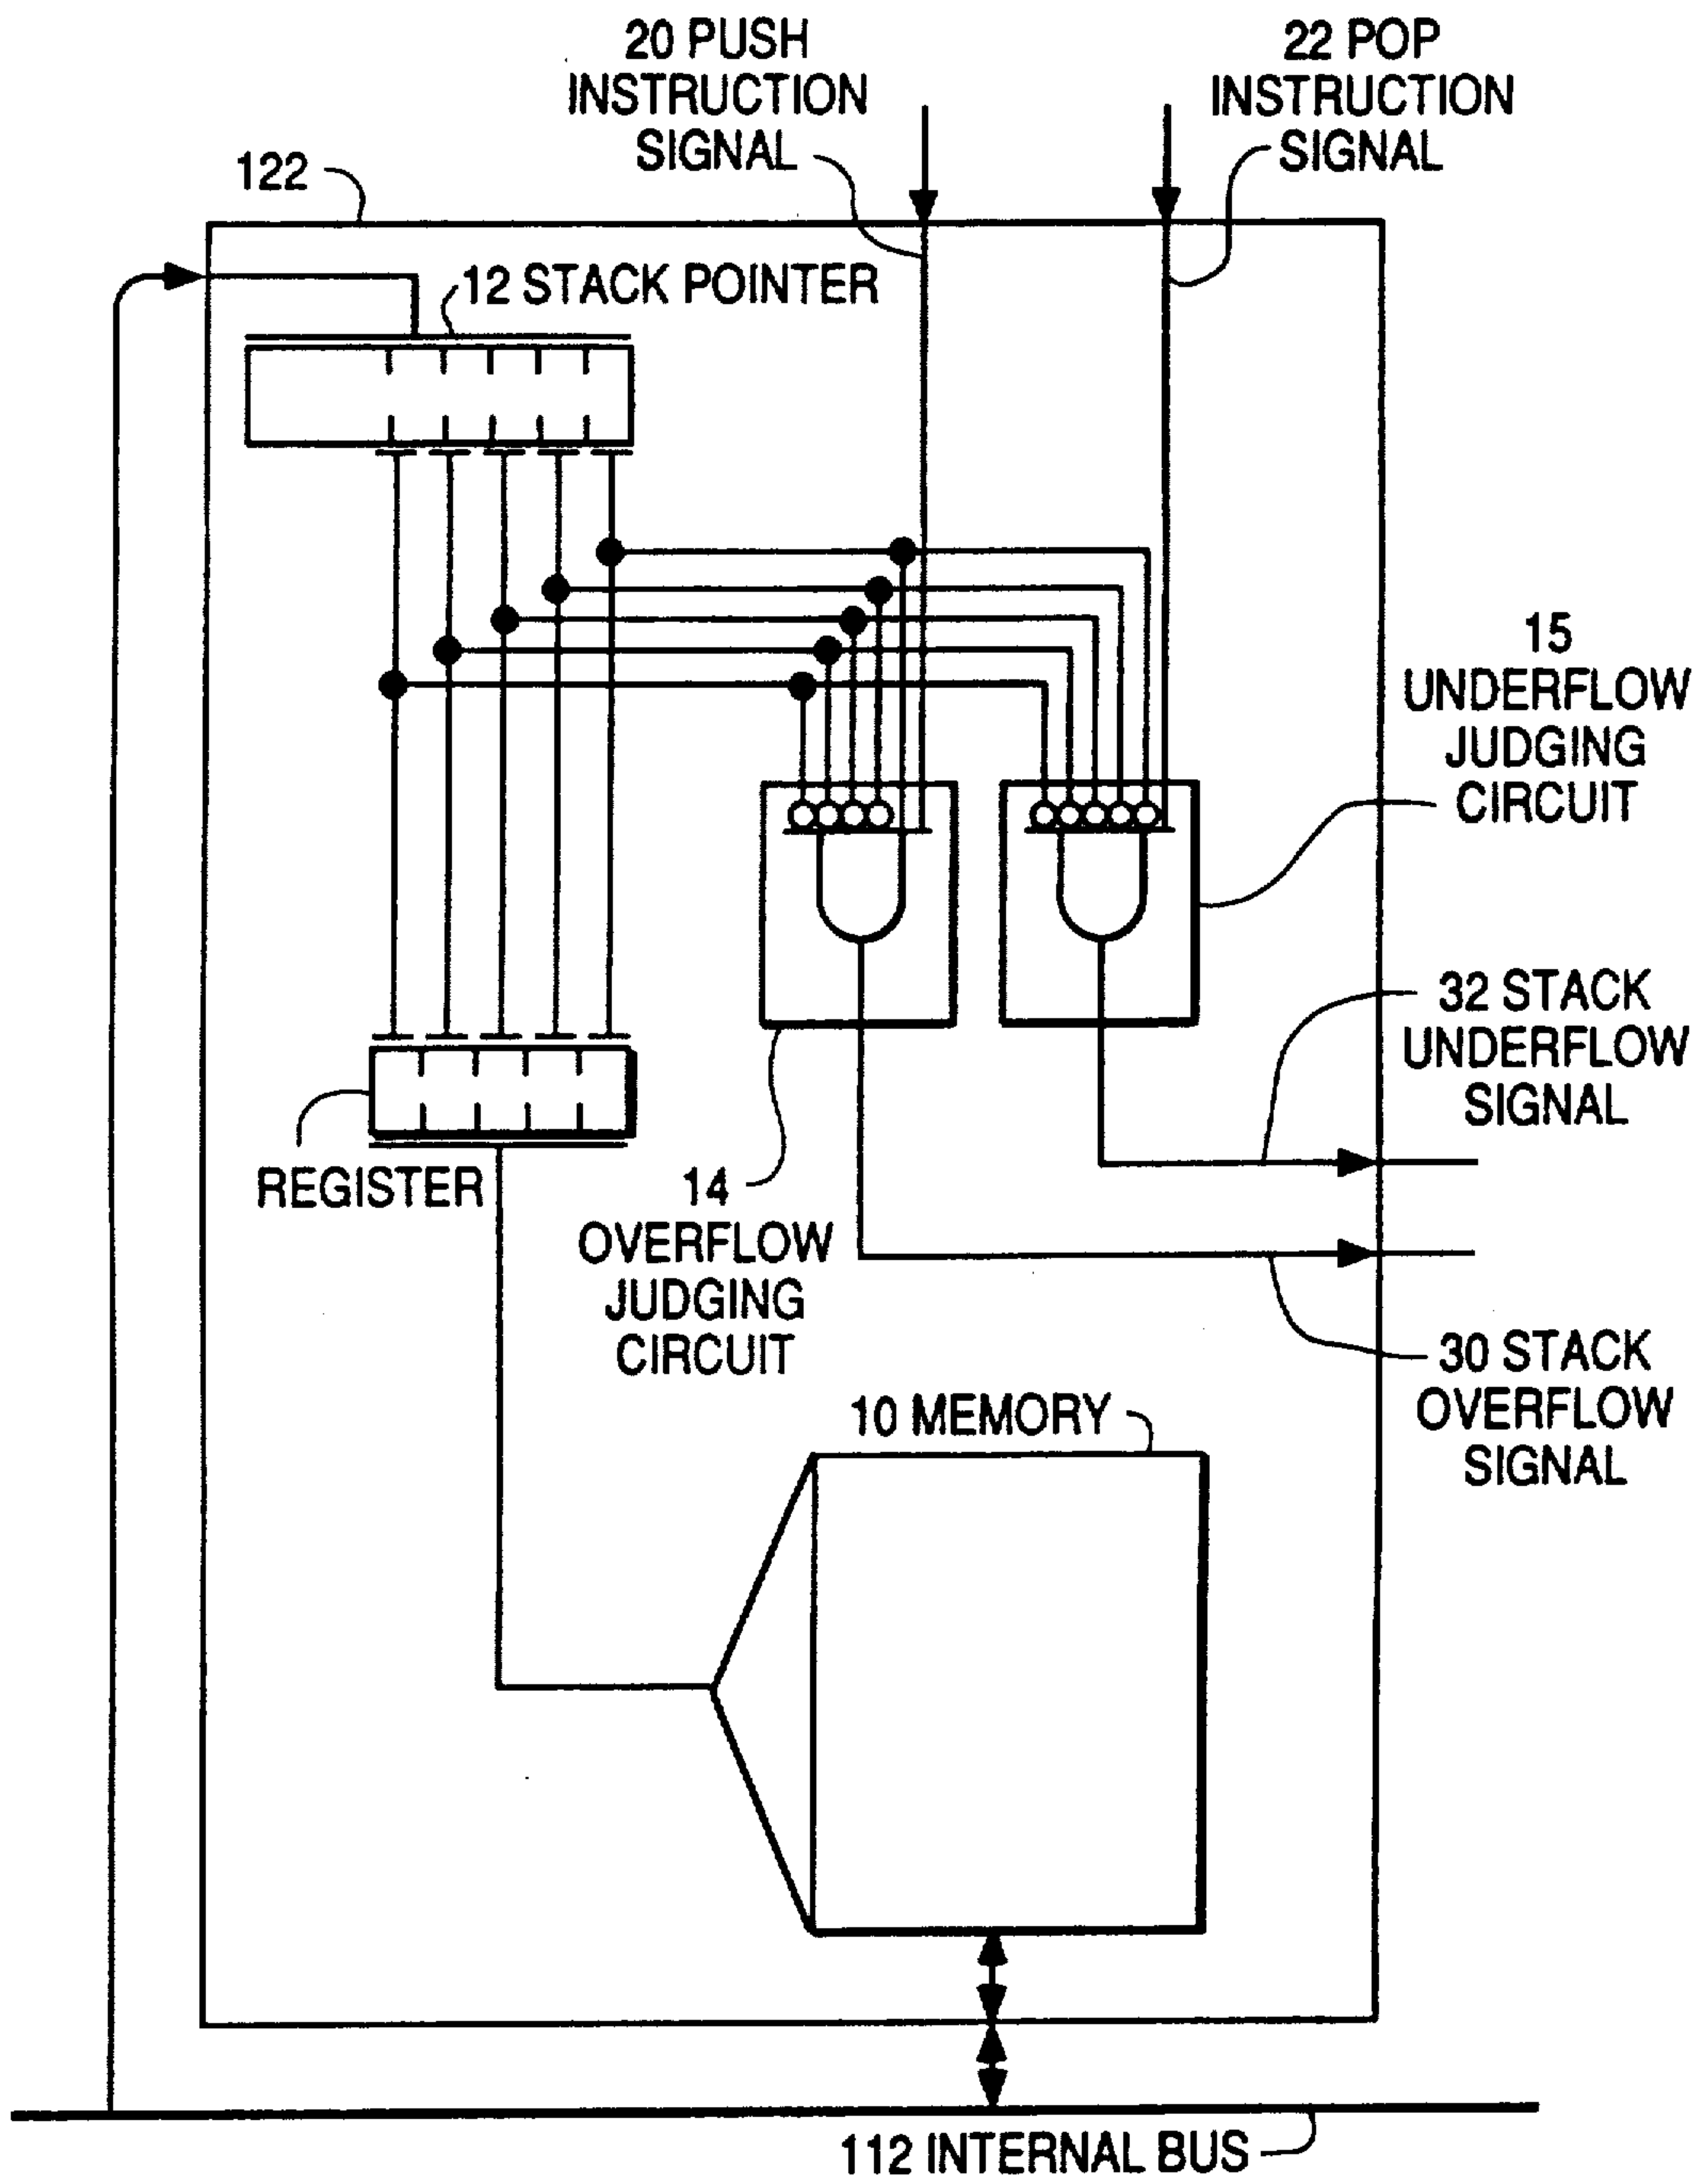 20 PUSH
INSTRUCTION
SIGNAL
22 POP
INSTRUCTION
SIGNAL
122
12 STACK POINTER
15
UNDERFLOW
JUDGING
CIRCUIT
32 STACK
UNDERFLOW
SIGNAL
REGISTER
14
OVERFLOW
JUDGING
CIRCUIT
30 STACK
OVERFLOW
SIGNAL
10 MEMORY
112 INTERNAL BUS